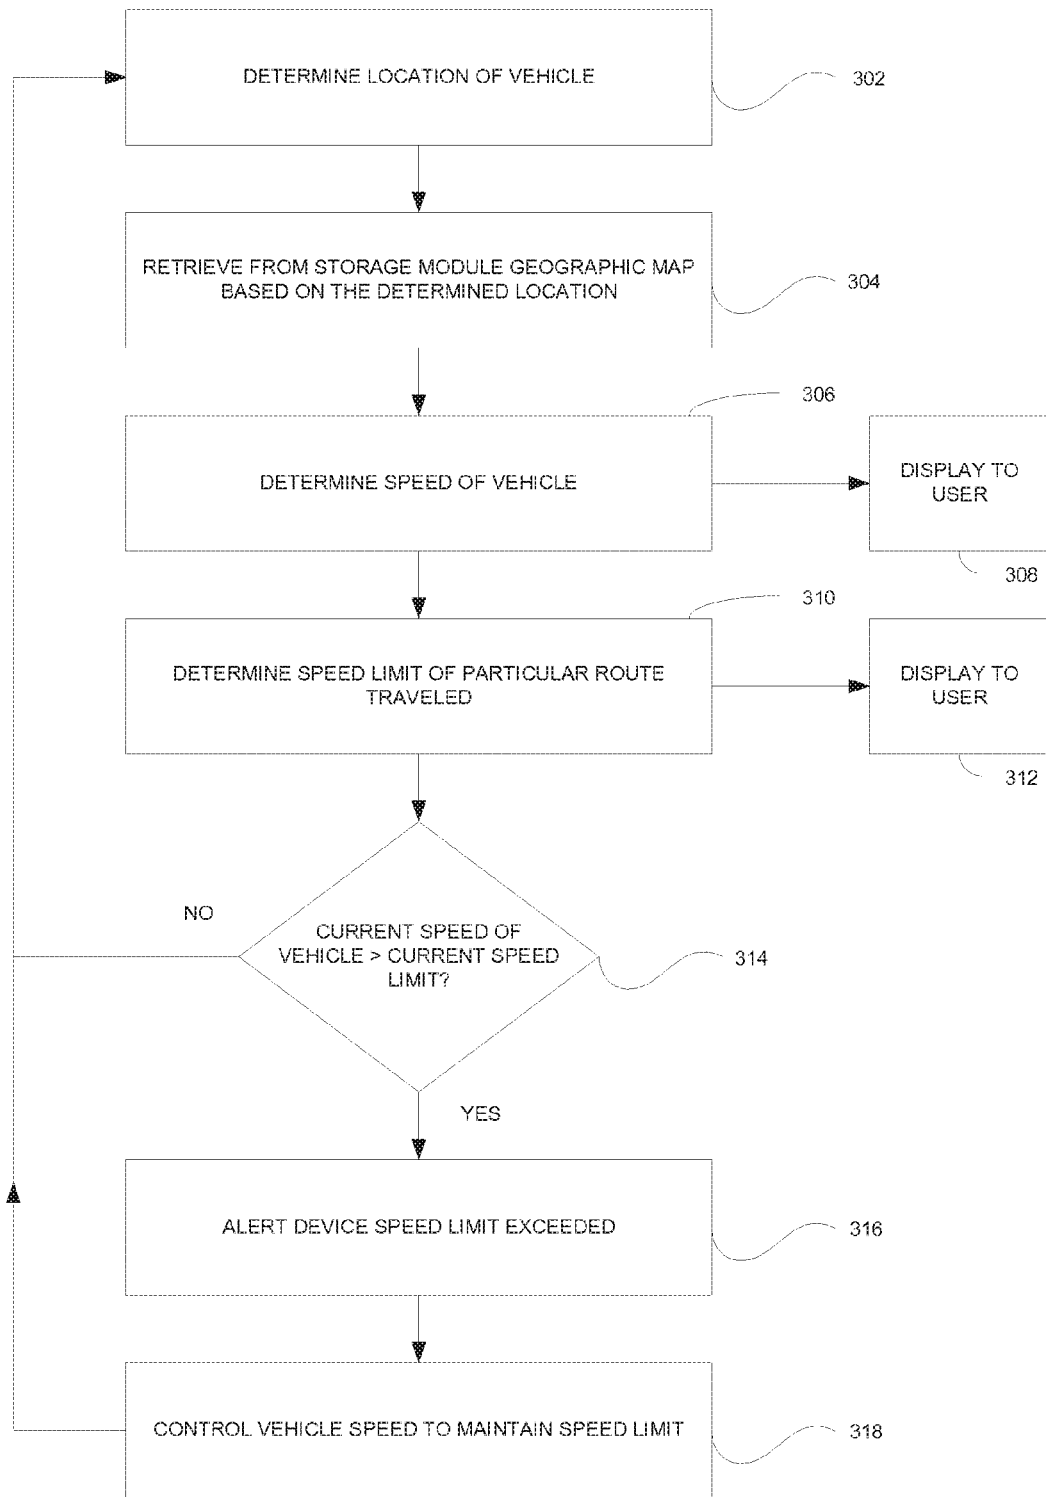 DETERMINE LOCATION OF VEHICLE
302
RETRIEVE FROM STORAGE MODULE GEOGRAPHIC MAP
BASED ON THE DETERMINED LOCATION
304
306
DETERMINE SPEED OF VEHICLE
DISPLAY TO
USER
308
310
DETERMINE SPEED LIMIT OF PARTICULAR ROUTE
TRAVELED
DISPLAY TO
USER
312
NO
CURRENT SPEED OF
VEHICLE > CURRENT SPEED
LIMIT?
314
YES
ALERT DEVICE SPEED LIMIT EXCEEDED
316
CONTROL VEHICLE SPEED TO MAINTAIN SPEED LIMIT
318